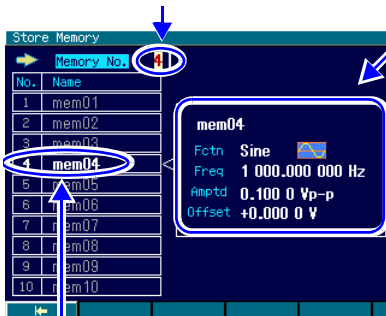 Store Memory
Memory No. 4
No. Name
1 mem01
2 mem02
3 mem03
4 mem04
5 mem05
6 mem06
7 mem07
8 mem08
9 mem09
10 mem10
mem04
Fctn Sine
Freq 1 000.000 000 Hz
Amptd 0.100 0 Vp-p
Offset +0.000 0 V